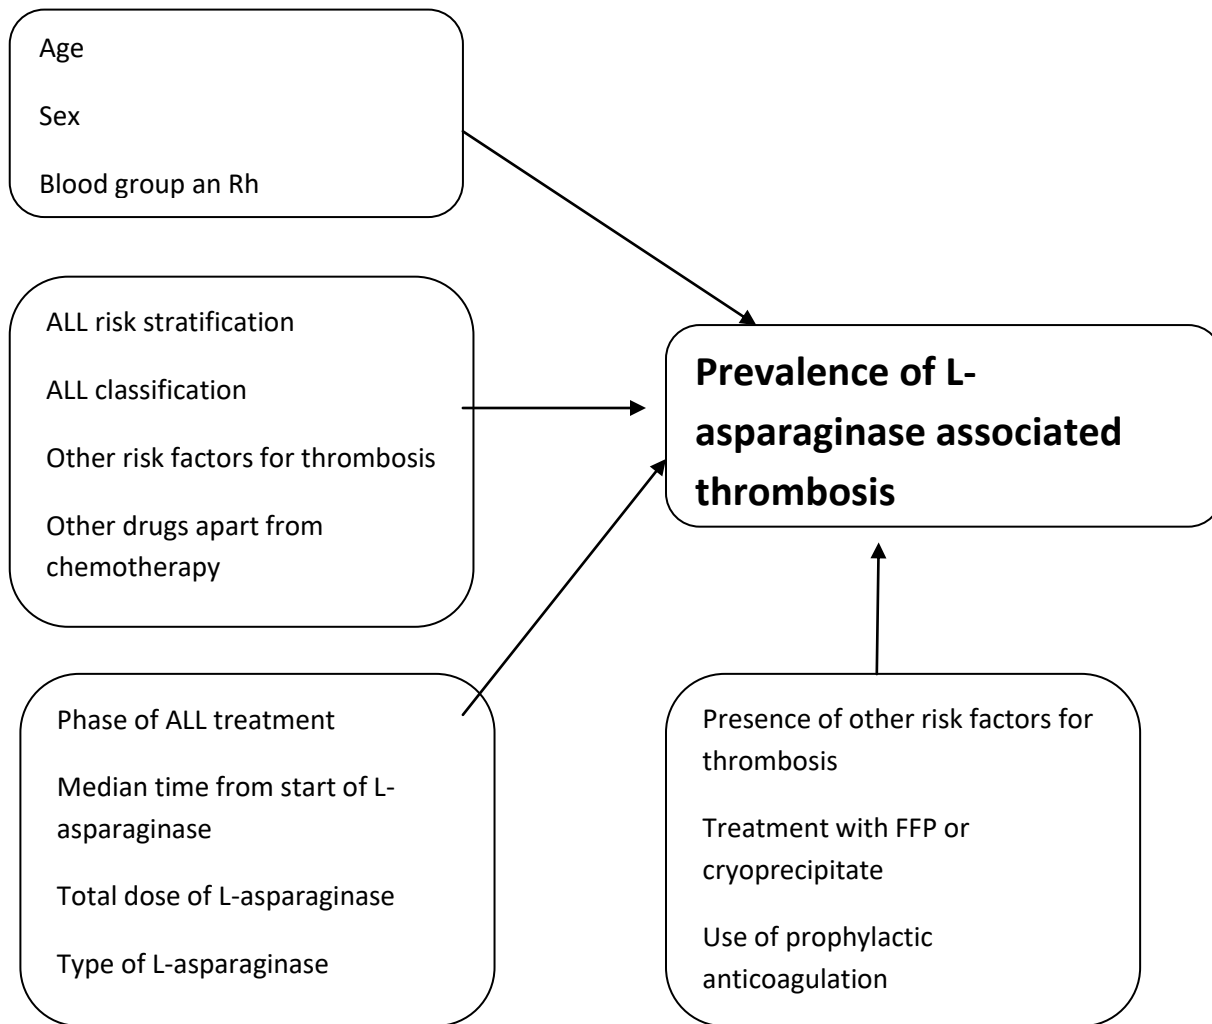 Age
Sex
Blood group an Rh
ALL risk stratification
ALL classification
Other risk factors for thrombosis
Other drugs apart from
chemotherapy
Prevalence of L-
asparaginase associated
thrombosis
Phase of ALL treatment
Median time from start of L-
asparaginase
Total dose of L-asparaginase
Type of L-asparaginase
Presence of other risk factors for
thrombosis
Treatment with FFP or
cryoprecipitate
Use of prophylactic
anticoagulation